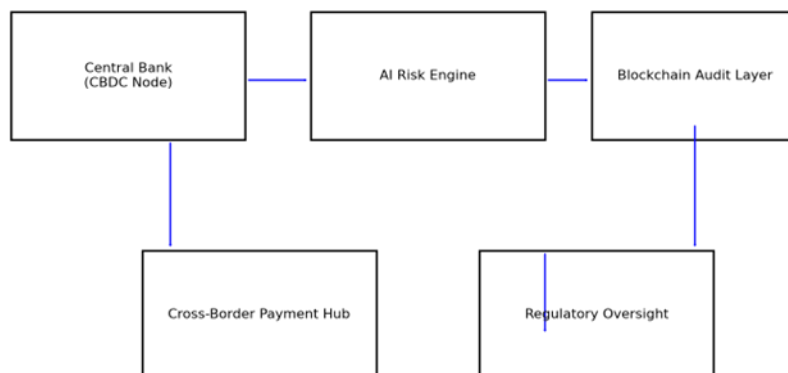 Central Bank
(CBDC Node)
AI Risk Engine
Blockchain Audit Layer
Cross-Border Payment Hub
Regulatory Oversight